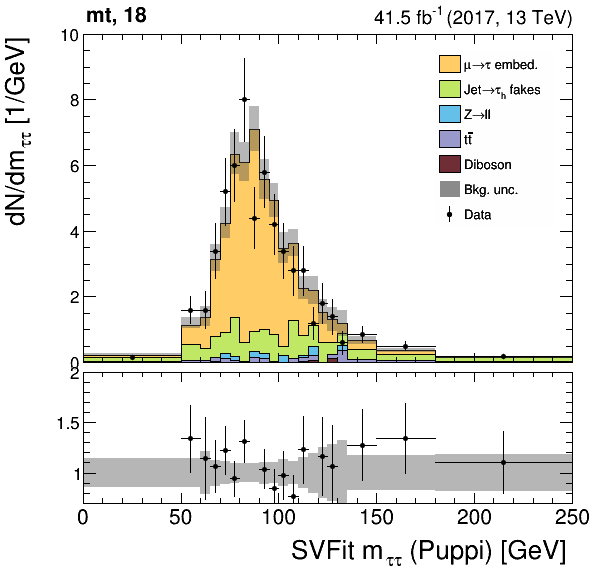 mt, 18
41.5 fb⁻¹ (2017, 13 TeV)
dN/dm_ττ [1/GeV]
10
8
6
4
2
0
μ→τ embed.
Jet→τ_h fakes
Z→ll
tt̄
Diboson
Bkg. unc.
Data
2
1.5
1
0 50 100 150 200 250
SVFit m_ττ (Puppi) [GeV]